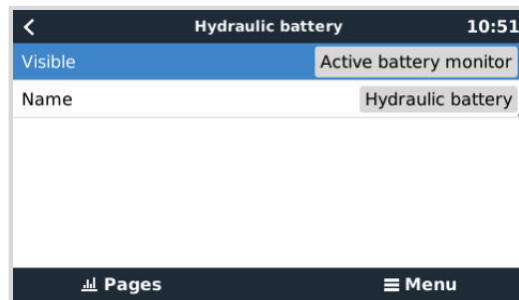 Hydraulic battery 10:51
Visible Active battery monitor
Name Hydraulic battery
Pages Menu